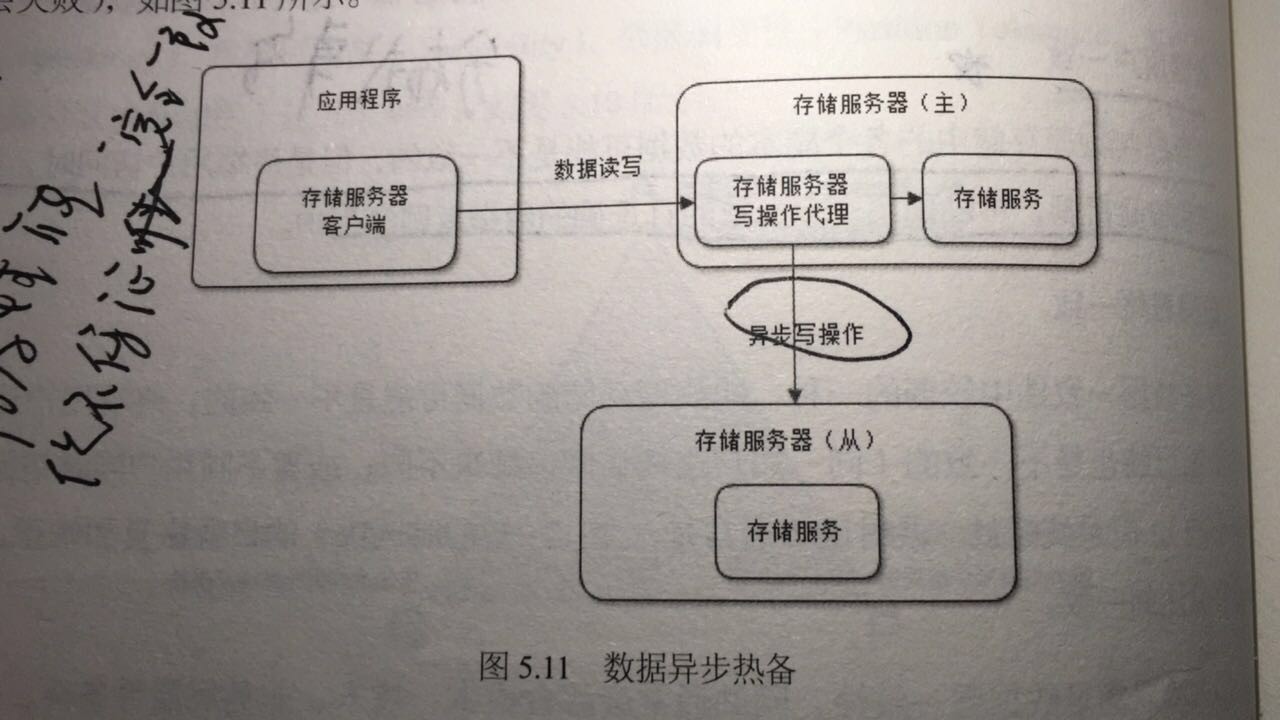 会失败），如图5.11所示。
应用程序
存储服务器
客户端
数据读写
存储服务器（主）
存储服务器
写操作代理
存储服务
异步写操作
存储服务器（从）
存储服务
图 5.11 数据异步热备